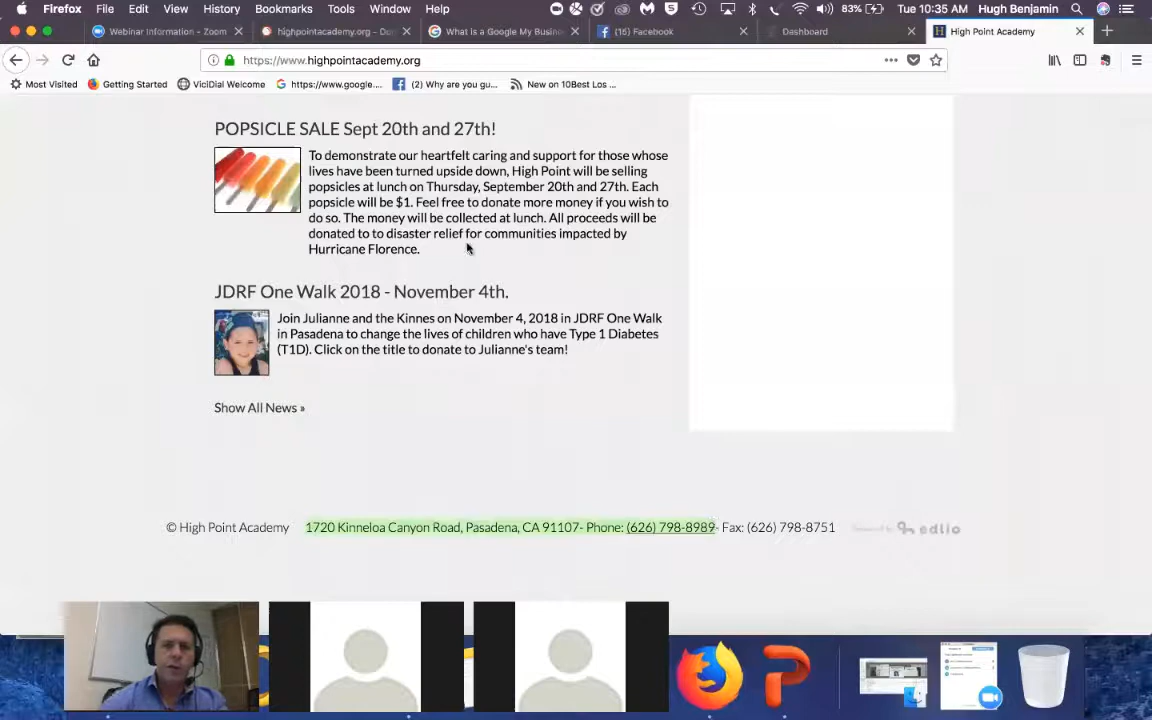 Firefox File Edit View History Bookmarks Tools Window Help 83% Tue 10:35 AM Hugh Benjamin
Webinar Information - Zoom highpointacademy.org - Do What is a Google My Busin (16) Facebook Dashboard High Point Academy
https://www.highpointacademy.org
Most Visited Getting Started ViciDial Welcome https://www.google.... (2) Why are you gu... New on 10Best Los ...
POPSICLE SALE Sept 20th and 27th!
To demonstrate our heartfelt caring and support for those whose
lives have been turned upside down, High Point will be selling
popsicles at lunch on Thursday, September 20th and 27th. Each
popsicle will be $1. Feel free to donate more money if you wish to
do so. The money will be collected at lunch. All proceeds will be
donated to to disaster relief for communities impacted by
Hurricane Florence.
JDRF One Walk 2018 - November 4th.
Join Julianne and the Kinnes on November 4, 2018 in JDRF One Walk
in Pasadena to change the lives of children who have Type 1 Diabetes
(T1D). Click on the title to donate to Julianne's team!
Show All News »
© High Point Academy 1720 Kinneloa Canyon Road, Pasadena, CA 91107- Phone: (626) 798-8989- Fax: (626) 798-8751 edlio